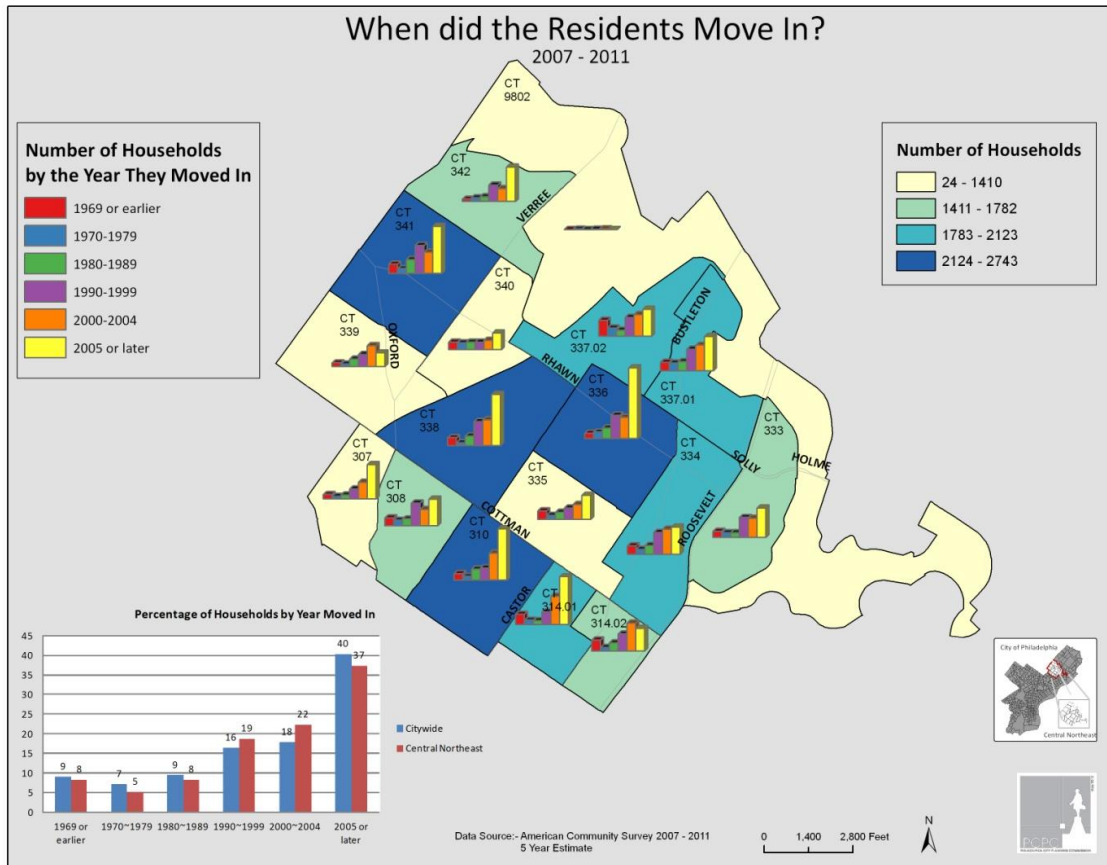 When did the Residents Move In?
2007 - 2011
Number of Households
by the Year They Moved In
1969 or earlier
1970-1979
1980-1989
1990-1999
2000-2004
2005 or later
Number of Households
24 - 1410
1411 - 1782
1783 - 2123
2124 - 2743
CT
9802
CT
342
VERREE
CT
341
CT
340
CT
339
OXFORD
CT
337.02
BUSTLETON
RHAWN
CT
336
CT
337.01
CT
333
CT
338
CT
334
SOLLY
HOLME
CT
307
CT
335
CT
308
COTTMAN
ROOSEVELT
CT
310
CASTOR
CT
314.01
CT
314.02
Percentage of Households by Year Moved In
45
40
35
30
25
20
15
10
5
0
9
8
7
5
9
8
16
19
18
22
40
37
1969 or
earlier
1970~1979
1980~1989
1990~1999
2000~2004
2005 or
later
Citywide
Central Northeast
Data Source:- American Community Survey 2007 - 2011
5 Year Estimate
0
1,400
2,800 Feet
N
City of Philadelphia
Central Northeast
PCPC